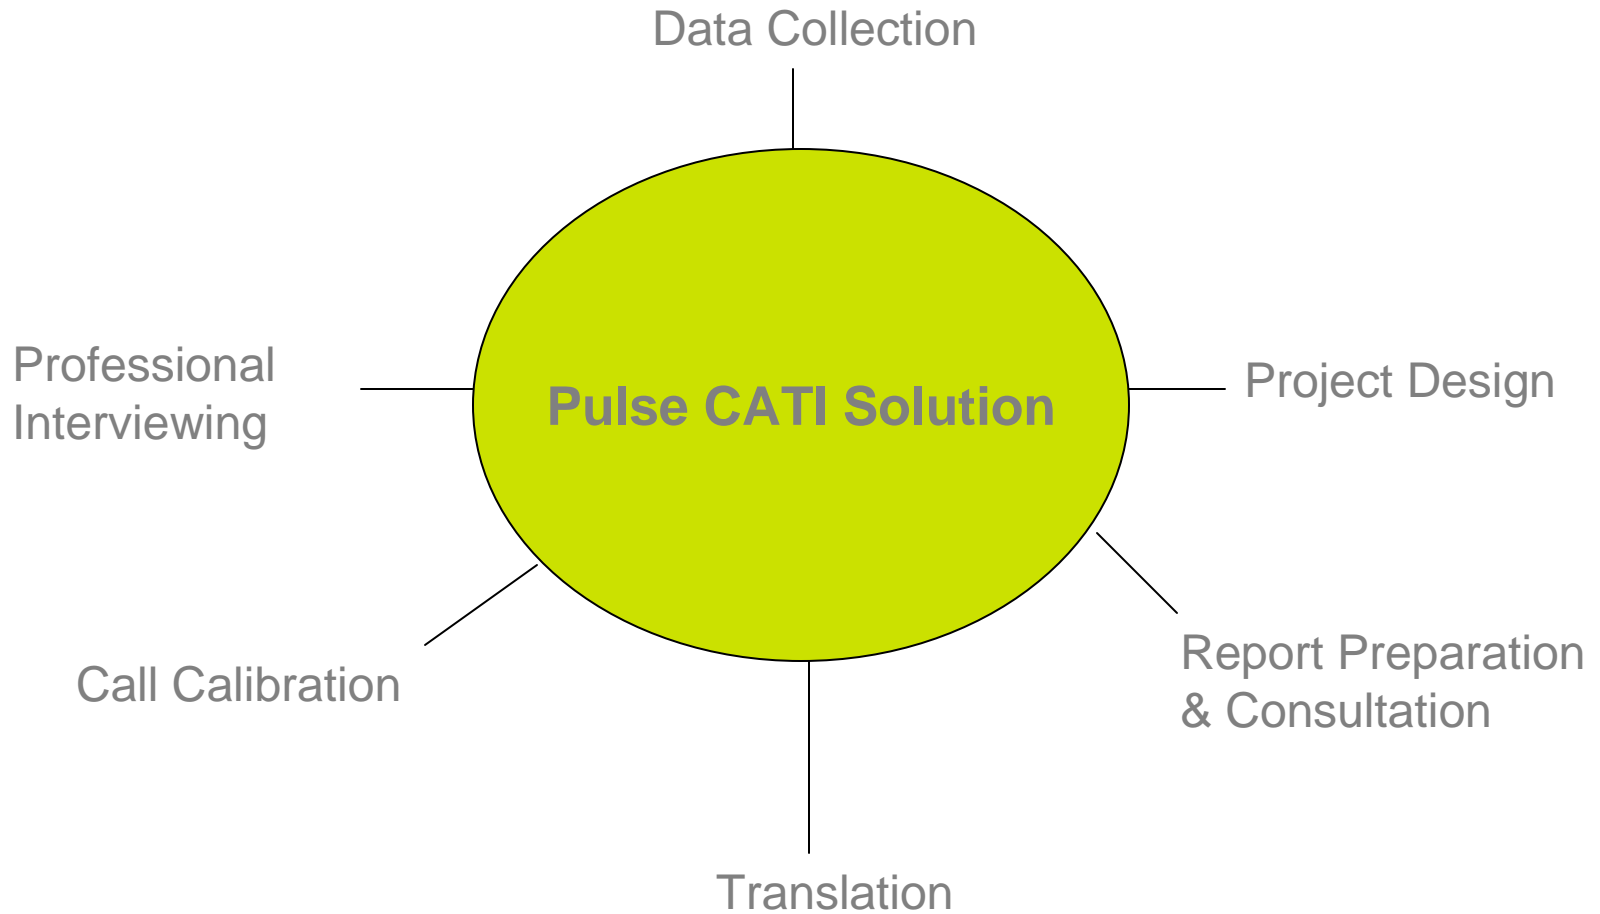 Data Collection
Professional
Interviewing
Pulse CATI Solution
Project Design
Call Calibration
Report Preparation
& Consultation
Translation